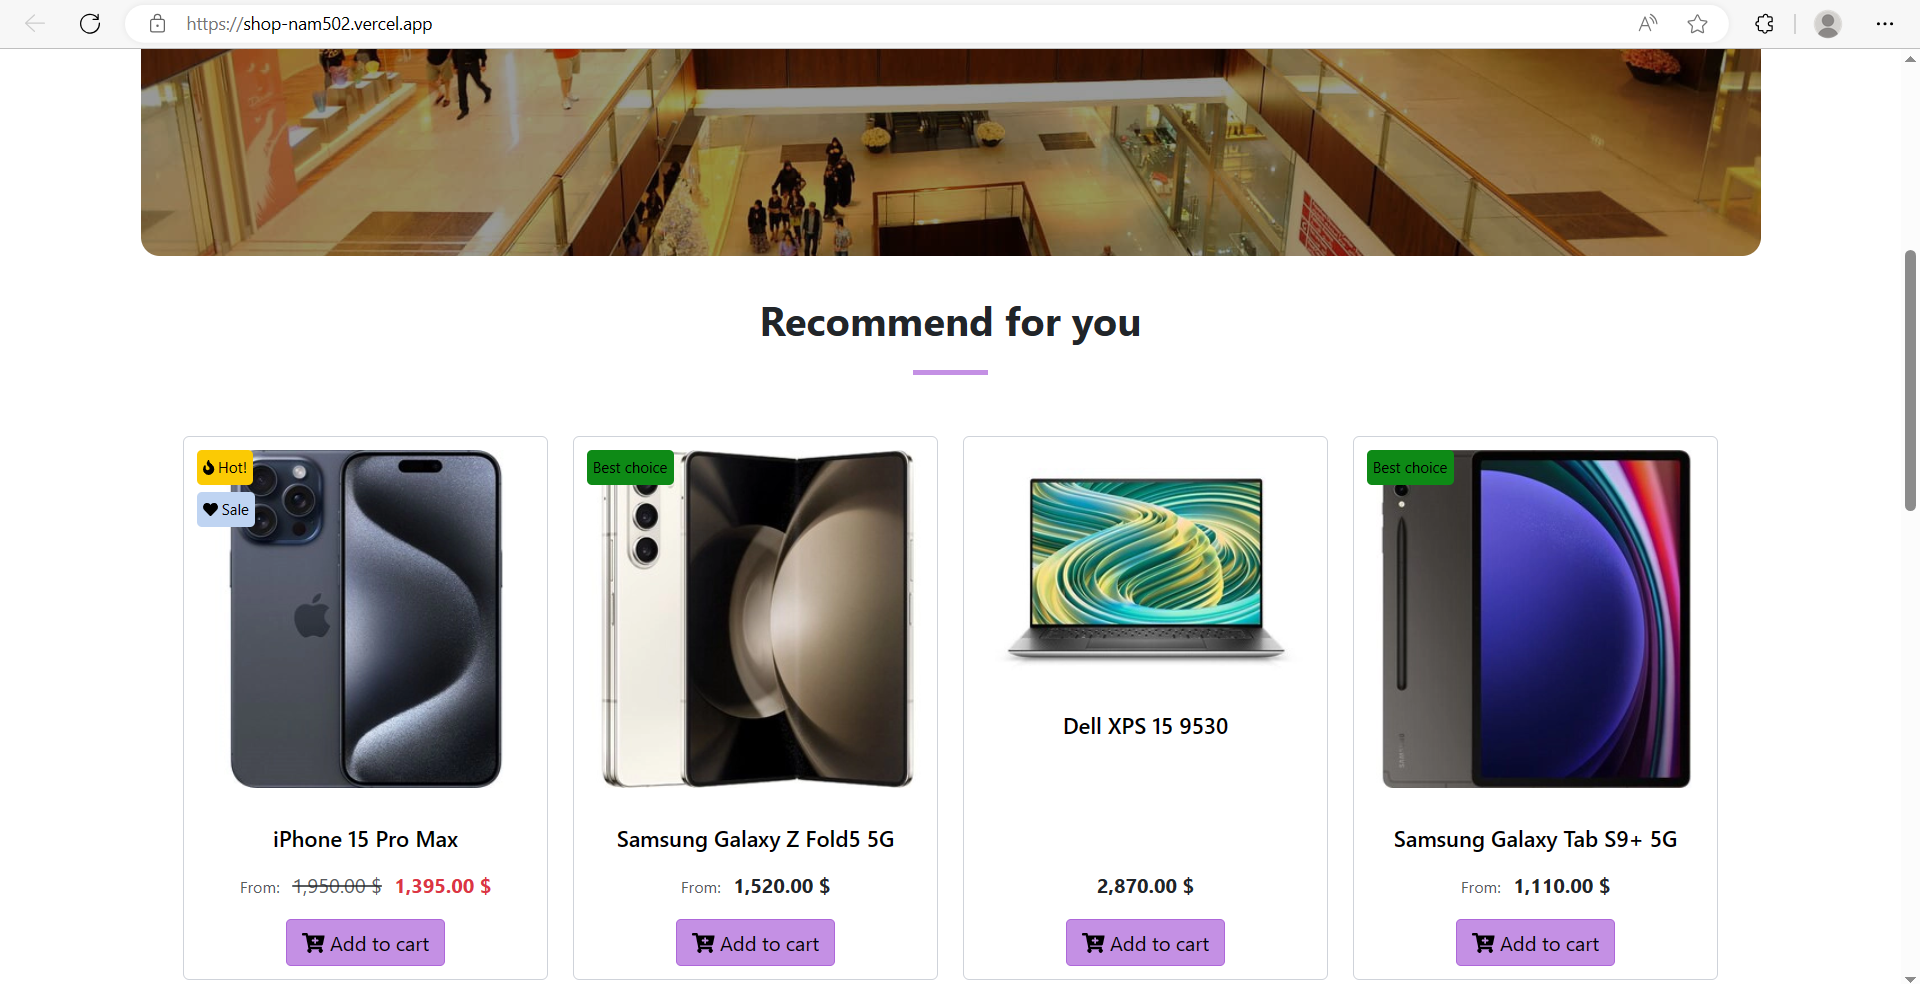 https://shop-nam502.vercel.app
Recommend for you
Hot!
Sale
iPhone 15 Pro Max
From: 1,950.00 $ 1,395.00 $
Add to cart
Best choice
Samsung Galaxy Z Fold5 5G
From: 1,520.00 $
Add to cart
Dell XPS 15 9530
2,870.00 $
Add to cart
Best choice
Samsung Galaxy Tab S9+ 5G
From: 1,110.00 $
Add to cart